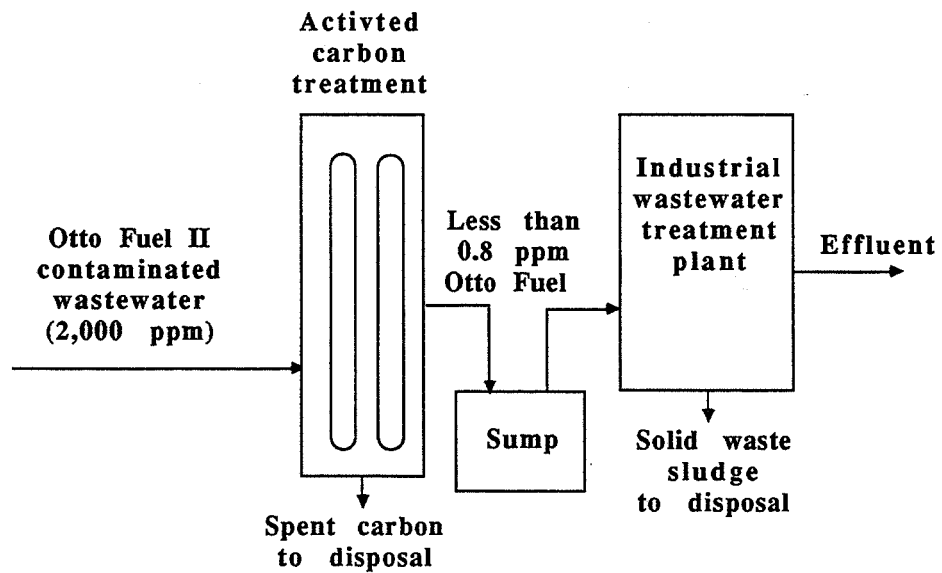 Activted
carbon
treatment
Otto Fuel II
contaminated
wastewater
(2,000 ppm)
Less than
0.8 ppm
Otto Fuel
Industrial
wastewater
treatment
plant
Effluent
Sump
Spent carbon
to disposal
Solid waste
sludge
to disposal